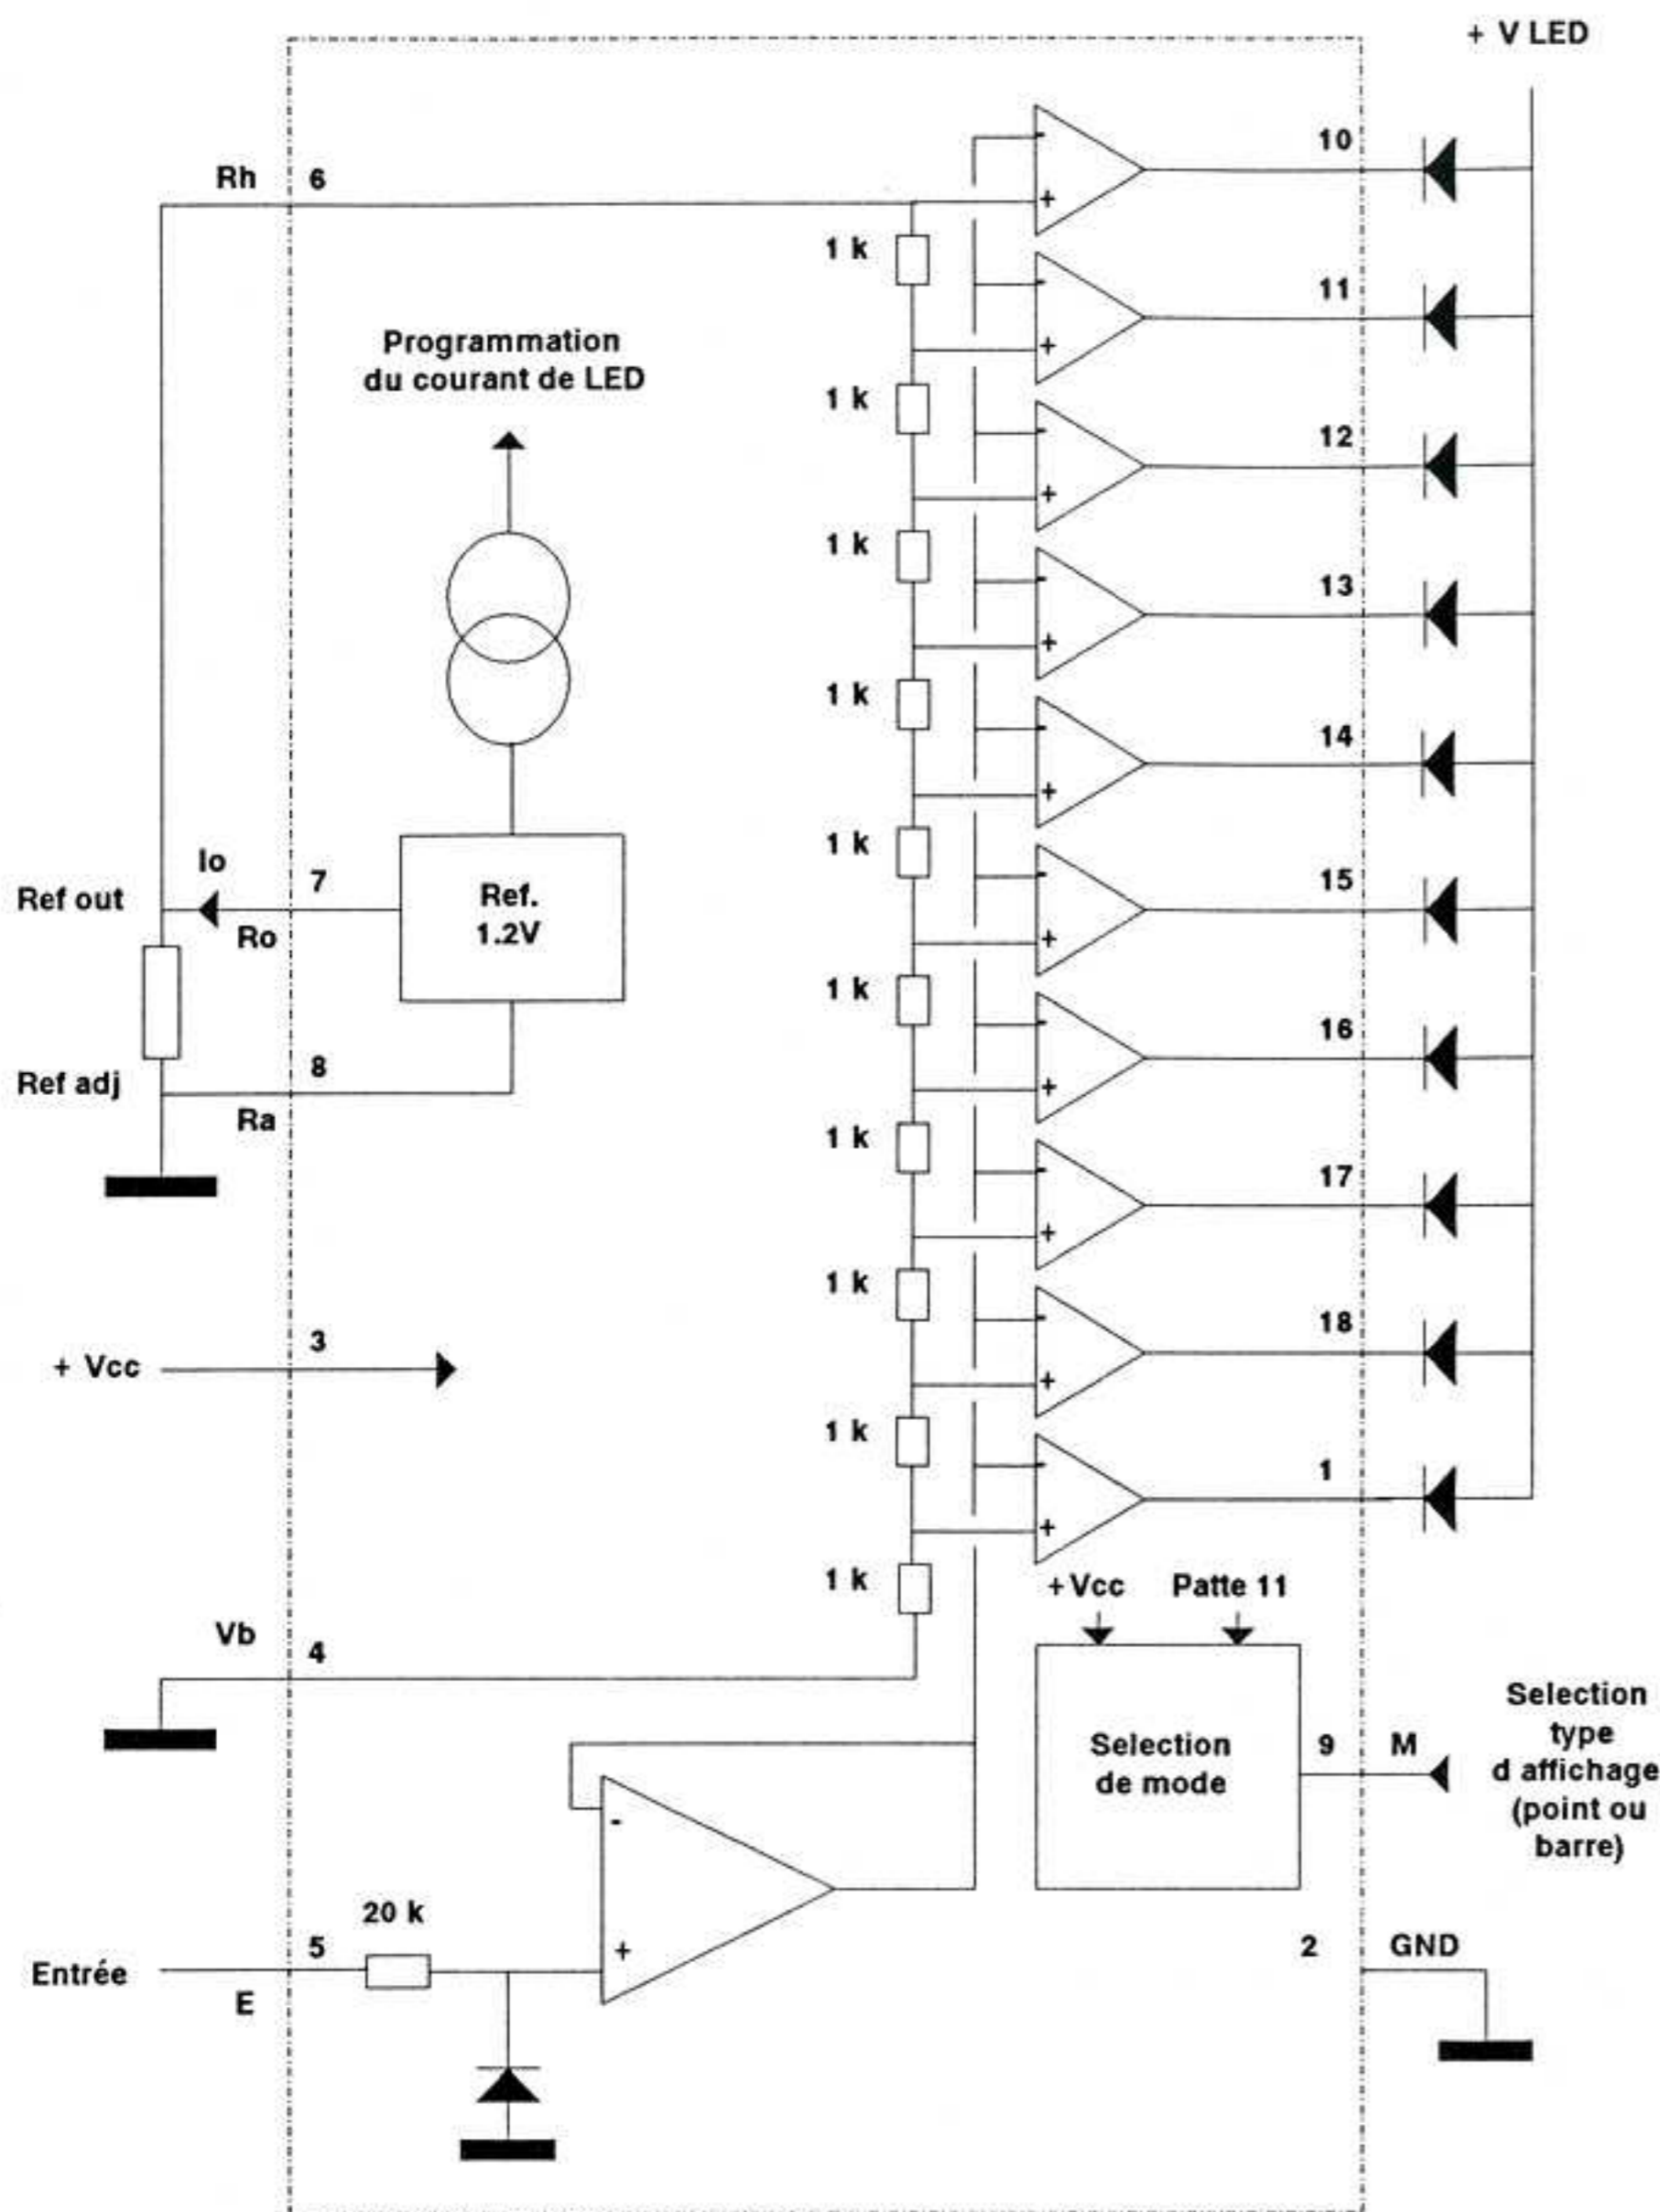 + V LED
10
Rh 6
-
+
1 k
11
-
Programmation
du courant de LED
+
1 k
12
-
+
1 k
13
-
+
1 k
14
-
+
1 k
15
-
Io
7
Ref out
Ref.
1.2V
Ro
+
1 k
16
-
8
Ref adj
Ra
+
1 k
17
-
+
1 k
18
-
3
+ Vcc
+
1 k
1
-
+
1 k
+Vcc Patte 11
Vb
4
Selection
type
d affichage
(point ou
barre)
Selection
de mode
9 M
-
20 k
+
5
Entrée
E
2 GND